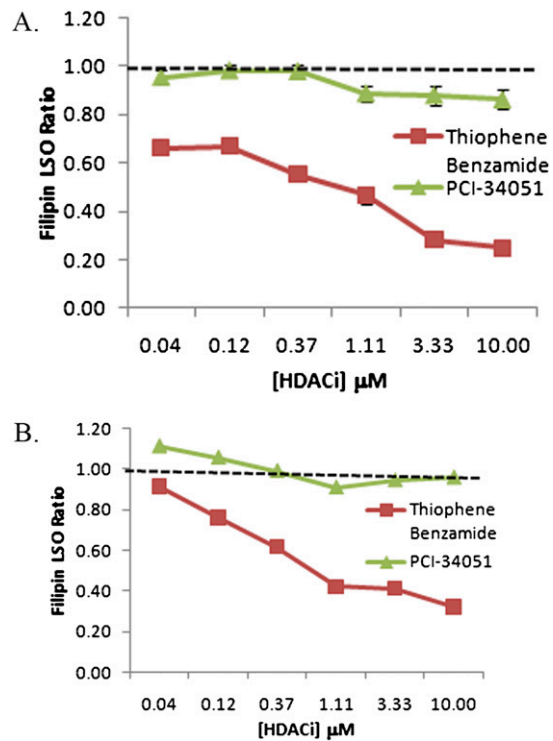 A.
1.20
1.00
0.80
0.60
0.40
0.20
0.00
Filipin LSO Ratio
Thiophene
Benzamide
PCI-34051
0.04 0.12 0.37 1.11 3.33 10.00
[HDACi] μM
B.
1.20
1.00
0.80
0.60
0.40
0.20
0.00
Filipin LSO Ratio
Thiophene
Benzamide
PCI-34051
0.04 0.12 0.37 1.11 3.33 10.00
[HDACi] μM